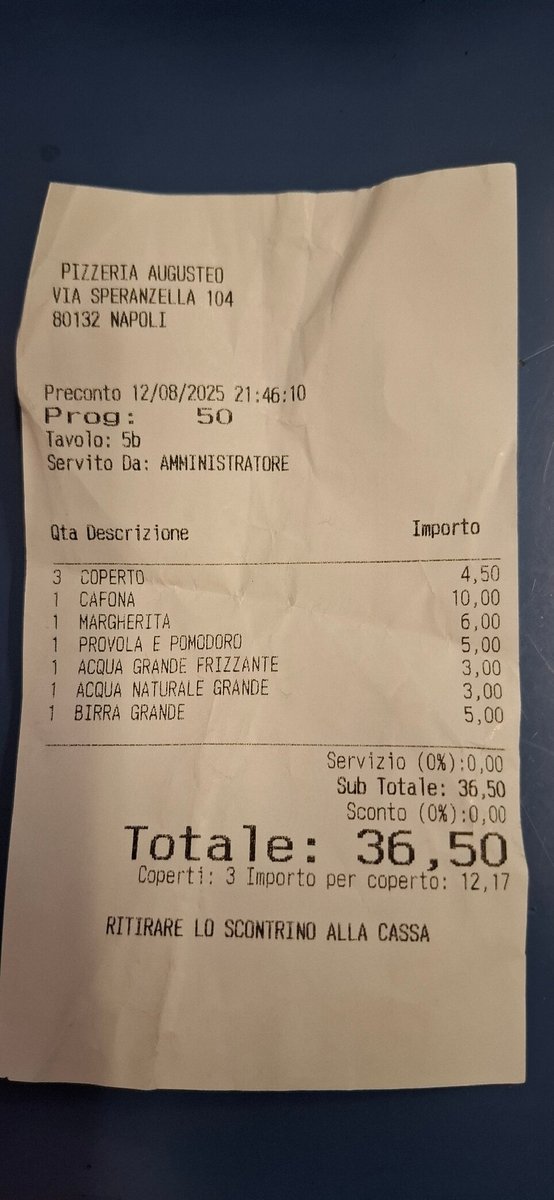 PIZZERIA AUGUSTEO
VIA SPERANZELLA 104
80132 NAPOLI
Preconto 12/08/2025 21:46:10
Prog: 50
Tavolo: 5b
Servito Da: AMMINISTRATORE
Qta Descrizione Importo
3 COPERTO 4,50
1 CAFONA 10,00
1 MARGHERITA 6,00
1 PROVOLA E POMODORO 5,00
1 ACQUA GRANDE FRIZZANTE 3,00
1 ACQUA NATURALE GRANDE 3,00
1 BIRRA GRANDE 5,00
Servizio (0%):0,00
Sub Totale: 36,50
Sconto (0%):0,00
Totale: 36,50
Coperti: 3 Importo per coperto: 12,17
RITIRARE LO SCONTRINO ALLA CASSA